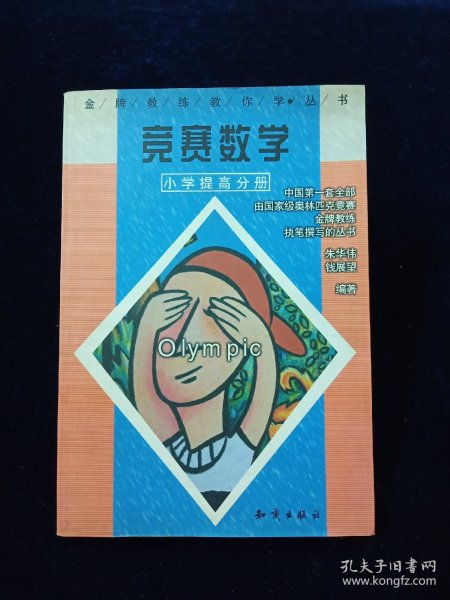 金/牌/教/练/教/你/学/丛/书
竞赛数学
小学提高分册
中国第一套全部
由国家级奥林匹克竞赛
金牌教练
执笔撰写的丛书
朱华伟
钱展望
编著
Olympic
知识出版社
孔夫子旧书网
www.kongfz.com